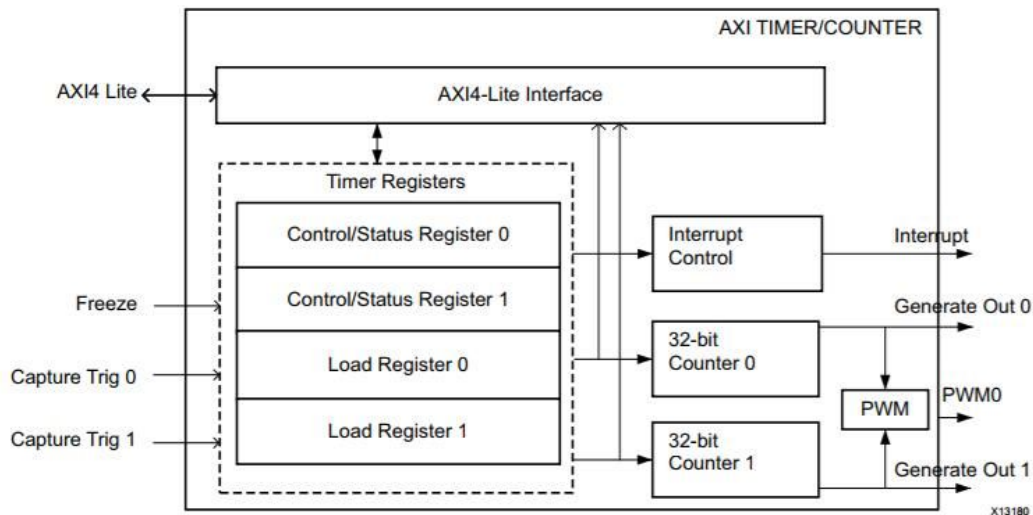 AXI TIMER/COUNTER
AXI4 Lite
AXI4-Lite Interface
Timer Registers
Control/Status Register 0
Control/Status Register 1
Load Register 0
Load Register 1
Freeze
Capture Trig 0
Capture Trig 1
Interrupt
Control
Interrupt
32-bit
Counter 0
Generate Out 0
PWM
PWM0
32-bit
Counter 1
Generate Out 1
X13180